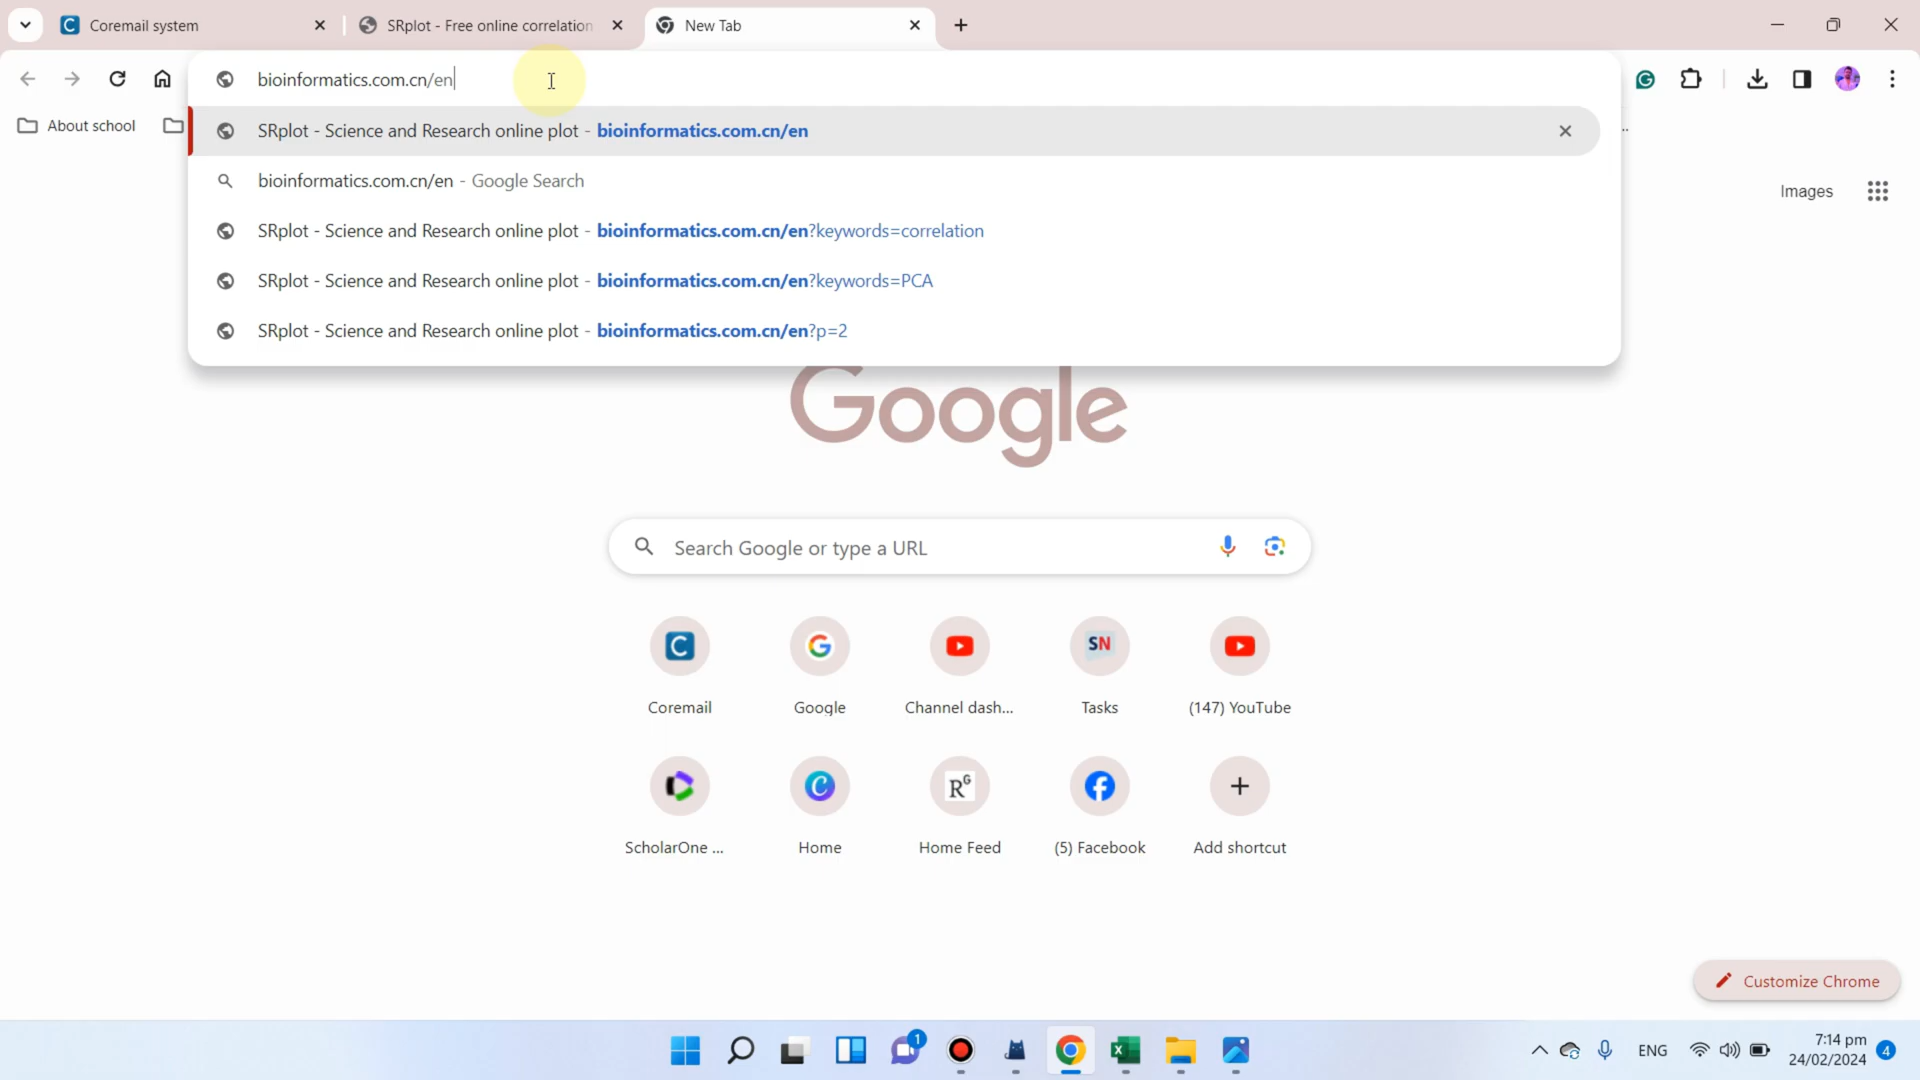 Coremail system
SRplot - Free online correlation
New Tab
bioinformatics.com.cn/en
About school
SRplot - Science and Research online plot - bioinformatics.com.cn/en
bioinformatics.com.cn/en - Google Search
SRplot - Science and Research online plot - bioinformatics.com.cn/en?keywords=correlation
SRplot - Science and Research online plot - bioinformatics.com.cn/en?keywords=PCA
SRplot - Science and Research online plot - bioinformatics.com.cn/en?p=2
Images
Google
Search Google or type a URL
Coremail
Google
Channel dash...
SN
Tasks
(147) YouTube
ScholarOne ...
Home
RG
Home Feed
(5) Facebook
Add shortcut
Customize Chrome
1
ENG
7:14 pm
24/02/2024
4